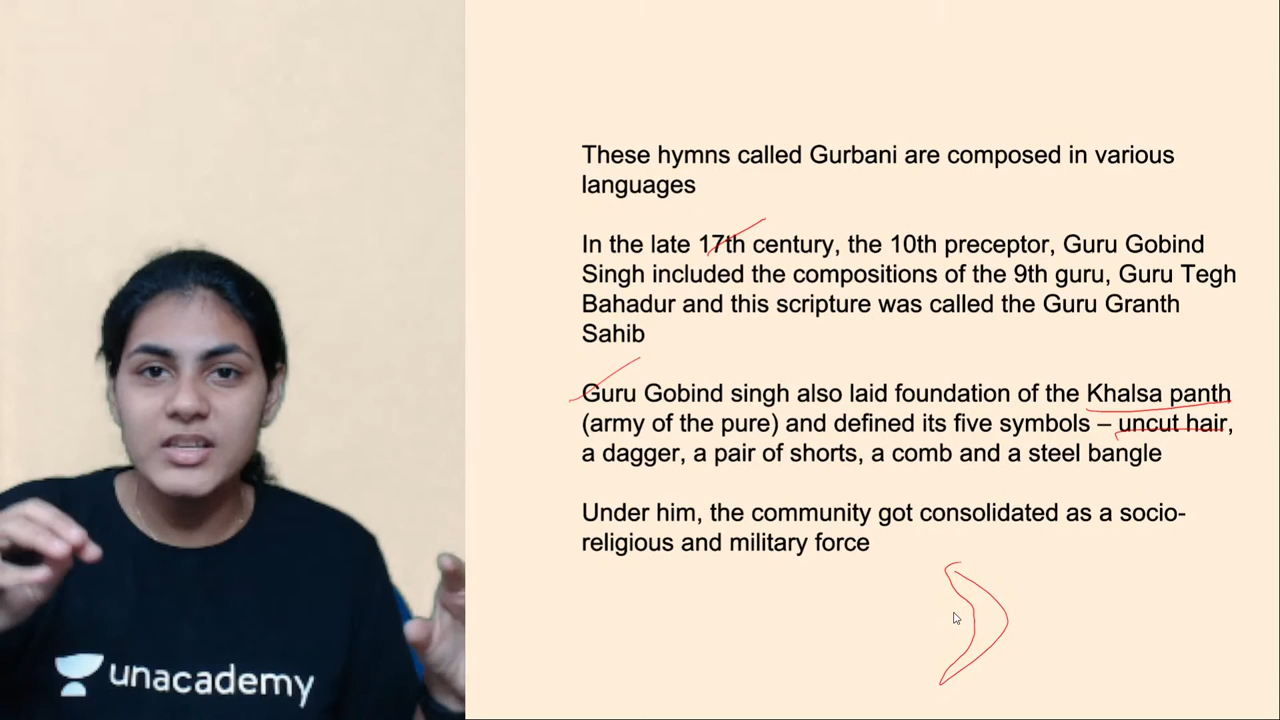 These hymns called Gurbani are composed in various
languages
In the late 17th century, the 10th preceptor, Guru Gobind
Singh included the compositions of the 9th guru, Guru Tegh
Bahadur and this scripture was called the Guru Granth
Sahib
Guru Gobind singh also laid foundation of the Khalsa panth
(army of the pure) and defined its five symbols – uncut hair,
a dagger, a pair of shorts, a comb and a steel bangle
Under him, the community got consolidated as a socio-
religious and military force
unacademy